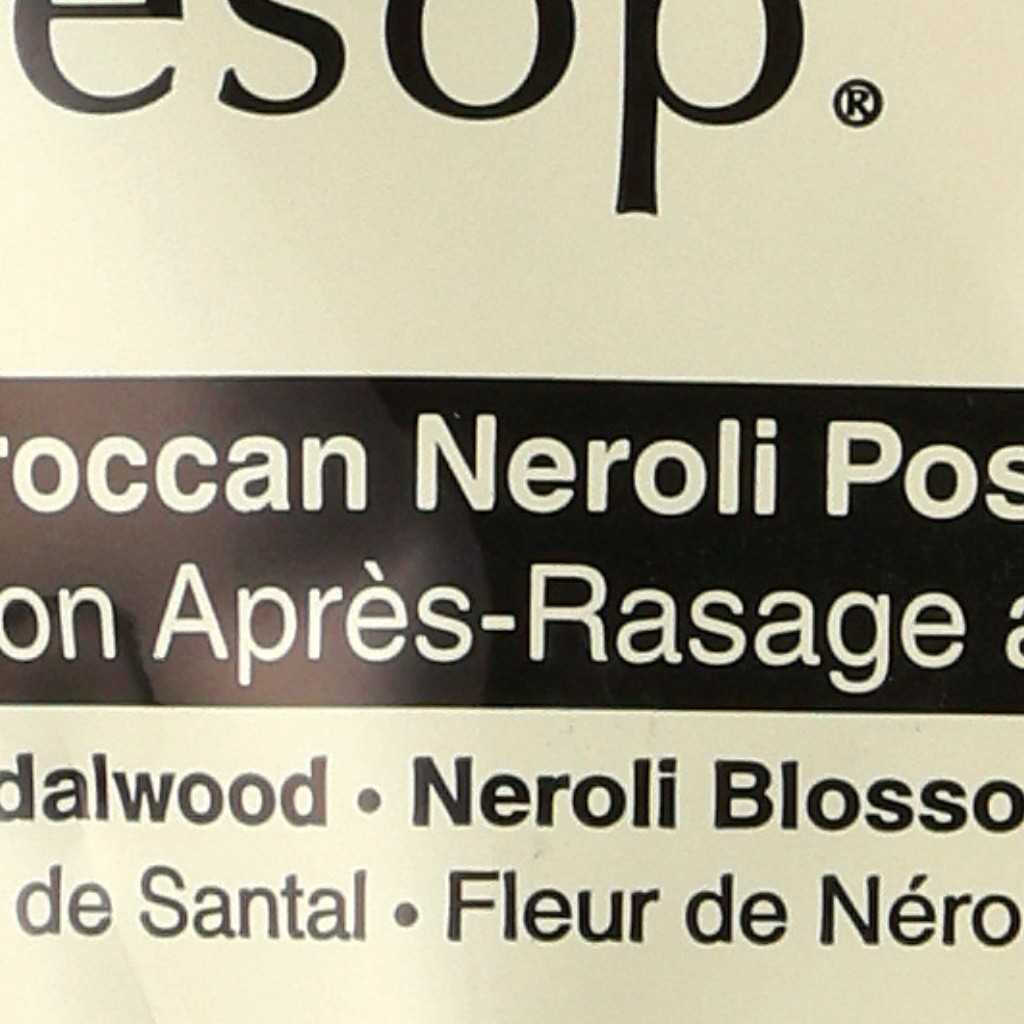 esop.®
roccan Neroli Pos
on Après-Rasage a
dalwood • Neroli Blosso
de Santal • Fleur de Néro